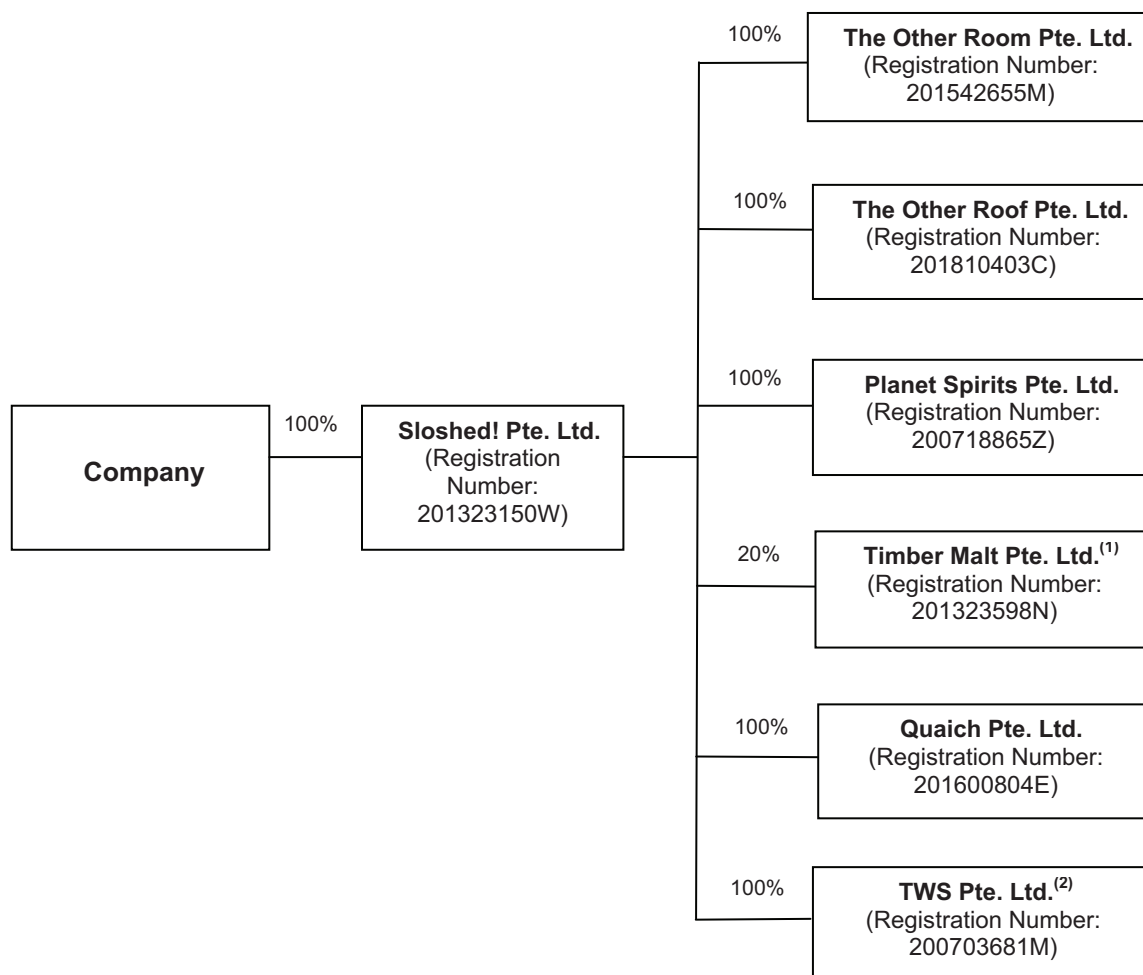 100%
The Other Room Pte. Ltd.
(Registration Number:
201542655M)
100%
The Other Roof Pte. Ltd.
(Registration Number:
201810403C)
100%
Planet Spirits Pte. Ltd.
(Registration Number:
200718865Z)
Company
100%
Sloshed! Pte. Ltd.
(Registration
Number:
201323150W)
20%
Timber Malt Pte. Ltd.(1)
(Registration Number:
201323598N)
100%
Quaich Pte. Ltd.
(Registration Number:
201600804E)
100%
TWS Pte. Ltd.(2)
(Registration Number:
200703681M)